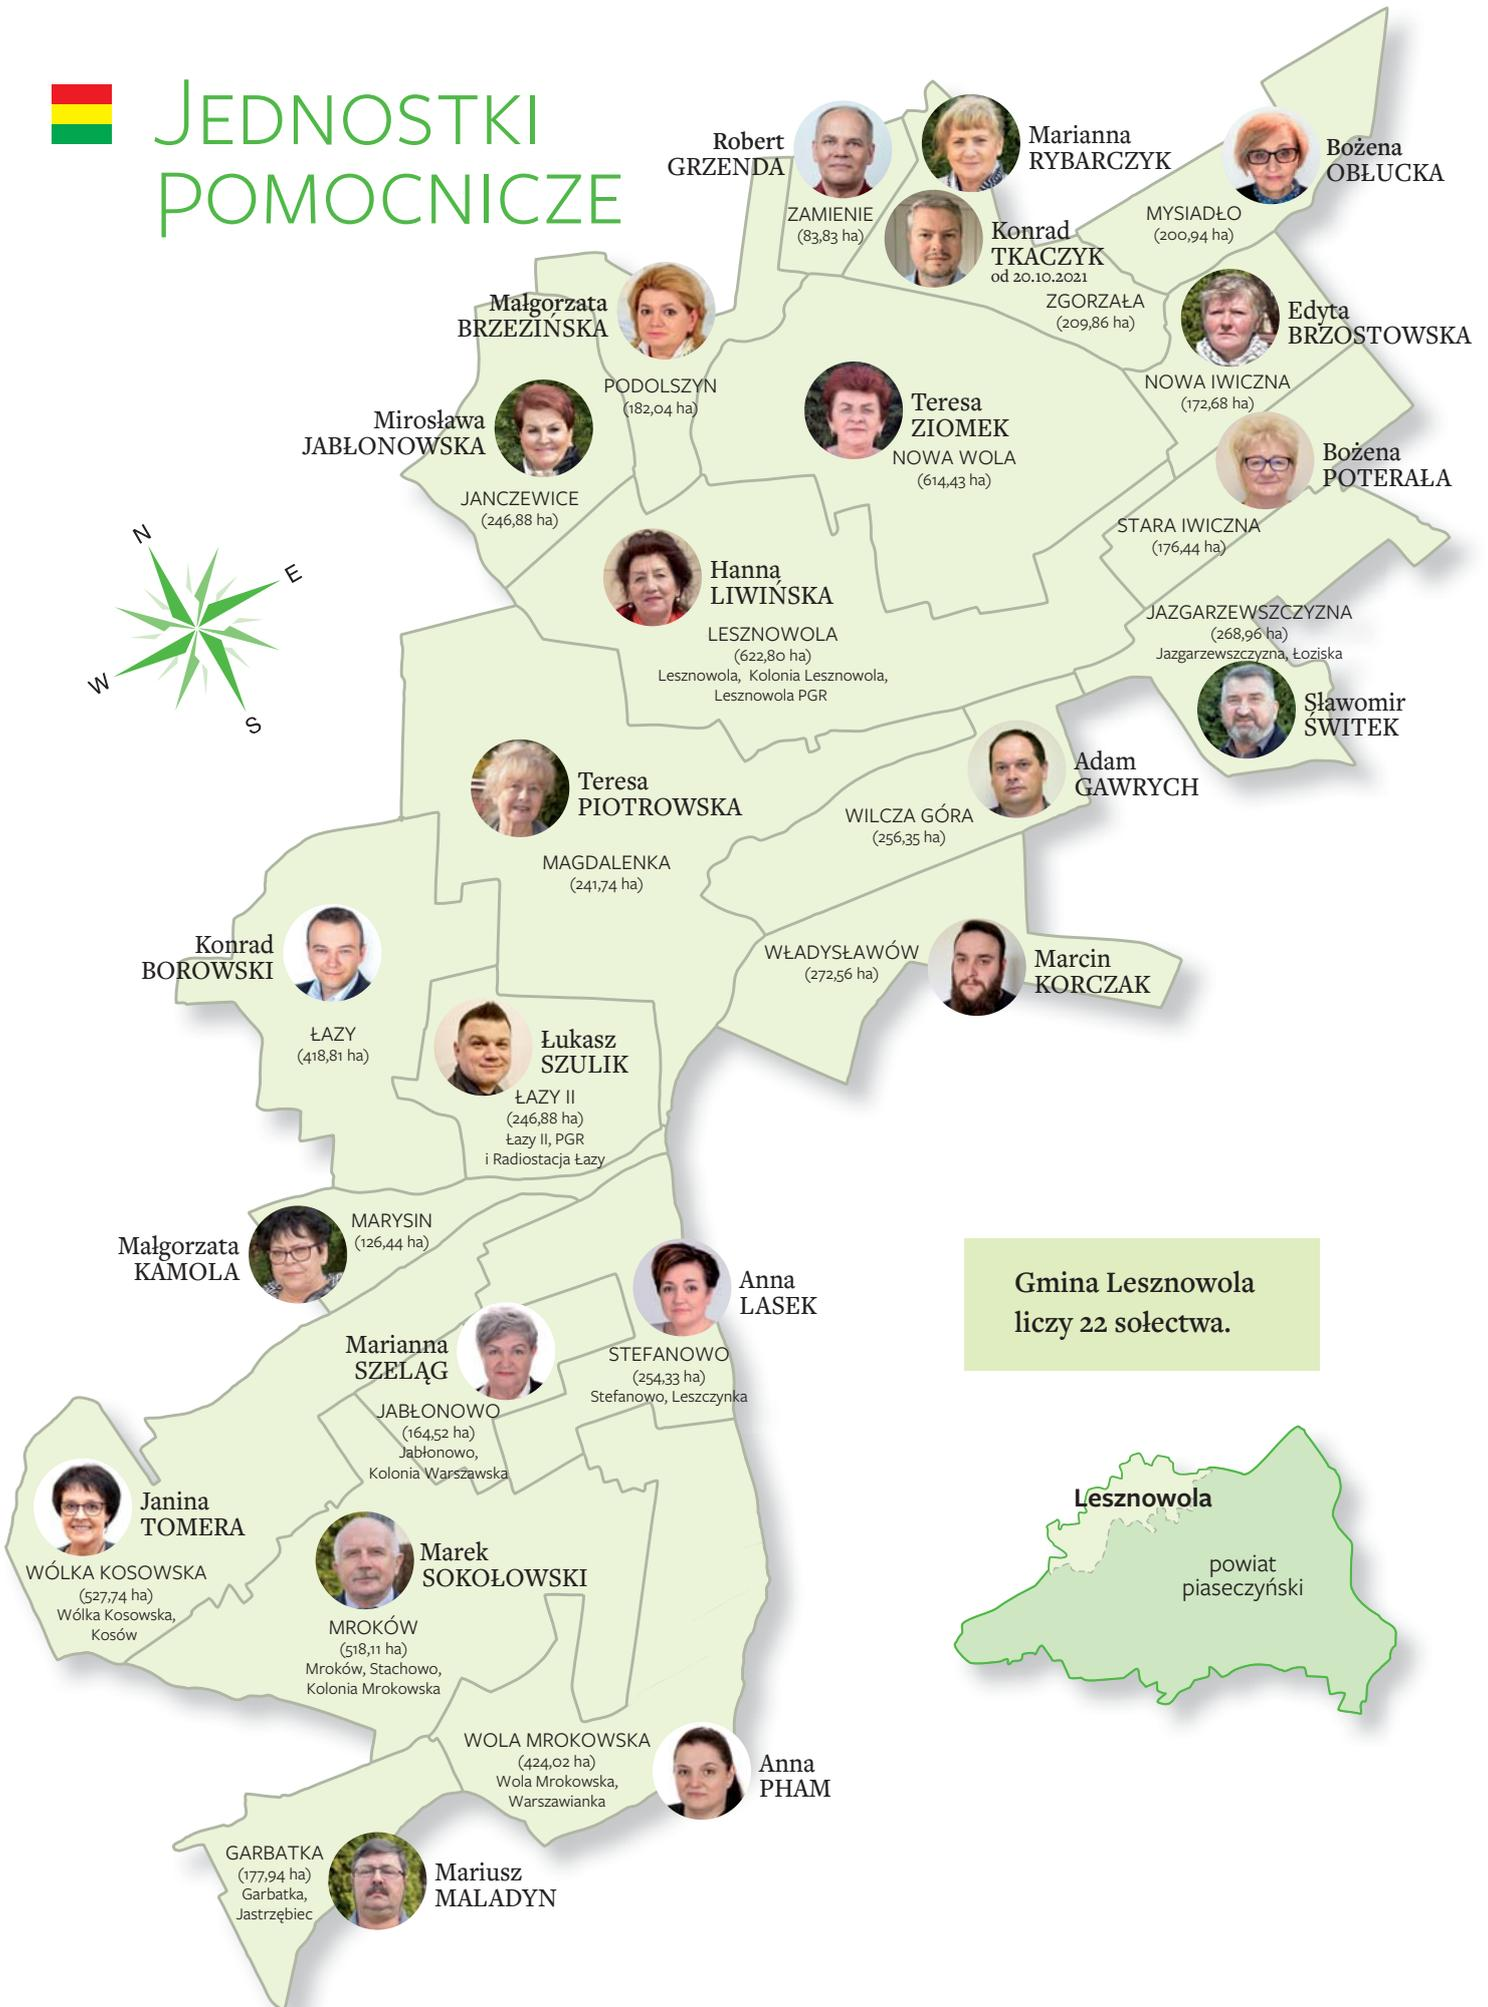 JEDNOSTKI
POMOCNICZE
Robert
GRZENDA
ZAMIENIE
(83,83 ha)
Marianna
RYBARCZYK
Konrad
TKACZYK
od 20.10.2021
ZGORZAŁA
(209,86 ha)
Bożena
OBŁUCKA
MYSIADŁO
(200,94 ha)
Małgorzata
BRZEZIŃSKA
PODOLSZYN
(182,04 ha)
Edyta
BRZOSTOWSKA
NOWA IWICZNA
(172,68 ha)
Mirosława
JABŁONOWSKA
JANCZEWICE
(246,88 ha)
Teresa
ZIOMEK
NOWA WOLA
(614,43 ha)
Bożena
POTERAŁA
STARA IWICZNA
(176,44 ha)
N
E
W
S
Hanna
LIWIŃSKA
LESZNOWOLA
(622,80 ha)
Lesznowola, Kolonia Lesznowola,
Lesznowola PGR
JAZGARZEWSZCZYZNA
(268,96 ha)
Jazgarzewszczyzna, Łoziska
Sławomir
ŚWITEK
Teresa
PIOTROWSKA
MAGDALENKA
(241,74 ha)
Adam
GAWRYCH
WILCZA GÓRA
(256,35 ha)
Konrad
BOROWSKI
ŁAZY
(418,81 ha)
WŁADYSŁAWÓW
(272,56 ha)
Marcin
KORCZAK
Łukasz
SZULIK
ŁAZY II
(246,88 ha)
Łazy II, PGR
i Radiostacja Łazy
Małgorzata
KAMOLA
MARYSIN
(126,44 ha)
Anna
LASEK
STEFANOWO
(254,33 ha)
Stefanowo, Leszczynka
Gmina Lesznowola
liczy 22 sołectwa.
Marianna
SZELĄG
JABŁONOWO
(164,52 ha)
Jabłonowo,
Kolonia Warszawska
Janina
TOMERA
WÓLKA KOSOWSKA
(527,74 ha)
Wólka Kosowska,
Kosów
Marek
SOKOŁOWSKI
MROKÓW
(518,11 ha)
Mroków, Stachowo,
Kolonia Mrokowska
Lesznowola
powiat
piaseczyński
WOLA MROKOWSKA
(424,02 ha)
Wola Mrokowska,
Warszawianka
Anna
PHAM
GARBATKA
(177,94 ha)
Garbatka,
Jastrzębiec
Mariusz
MALADYN